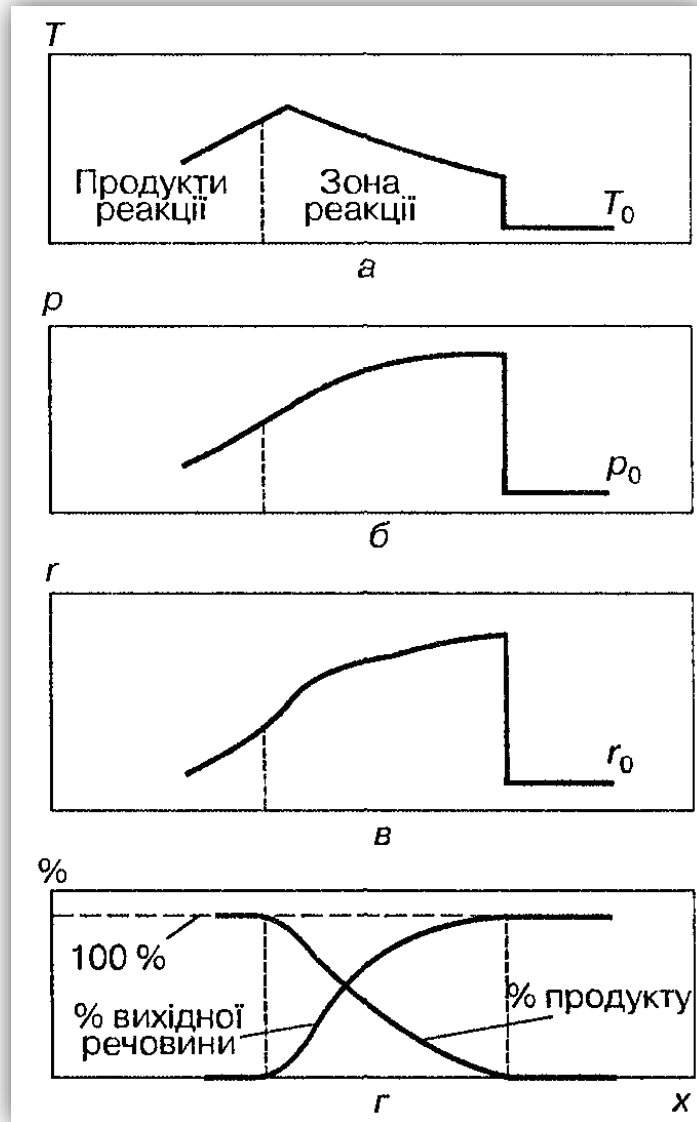 T
Продукти
реакції
Зона
реакції
T0
а
p
p0
б
r
r0
в
%
100 %
% вихідної
речовини
% продукту
г
x